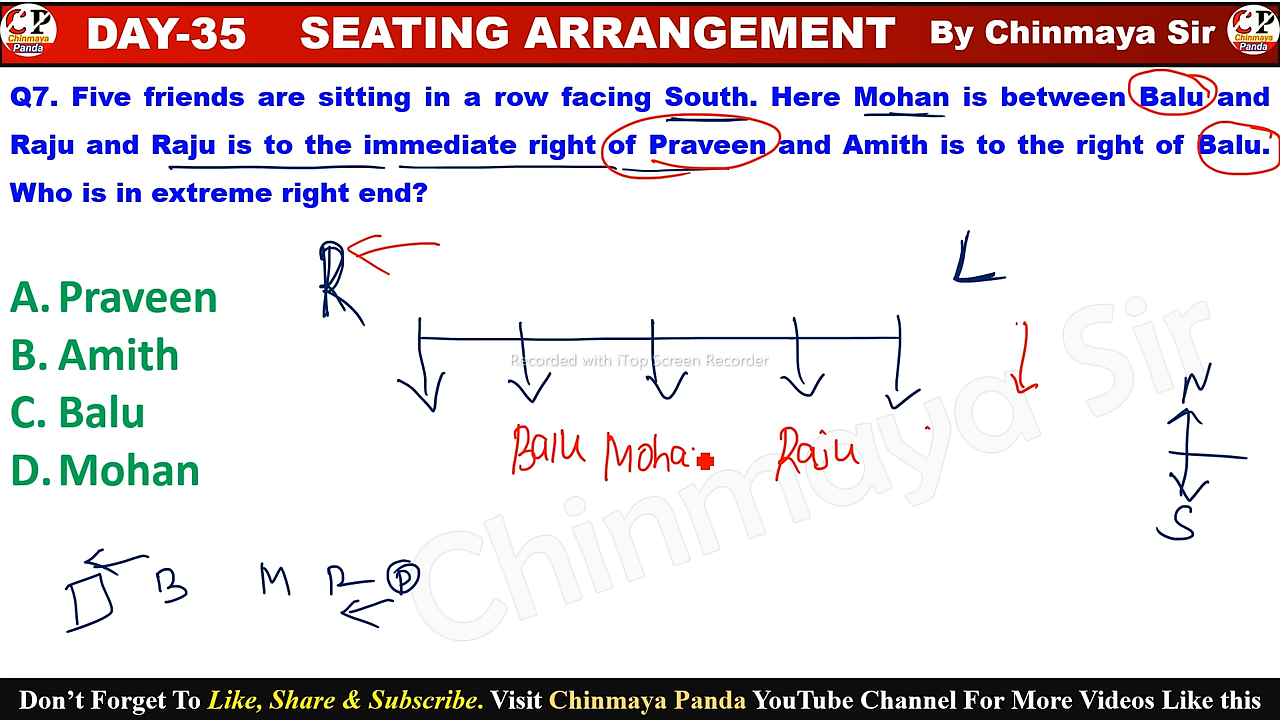 CP Chinmaya Panda
DAY-35 SEATING ARRANGEMENT By Chinmaya Sir
CP Chinmaya Panda
Q7. Five friends are sitting in a row facing South. Here Mohan is between Balu and
Raju and Raju is to the immediate right of Praveen and Amith is to the right of Balu.
Who is in extreme right end?
R L
A. Praveen
B. Amith
C. Balu
D. Mohan
Recorded with iTop Screen Recorder
Balu Moha Raju
N
S
B M R P
Chinmaya Sir
Don't Forget To Like, Share & Subscribe. Visit Chinmaya Panda YouTube Channel For More Videos Like this